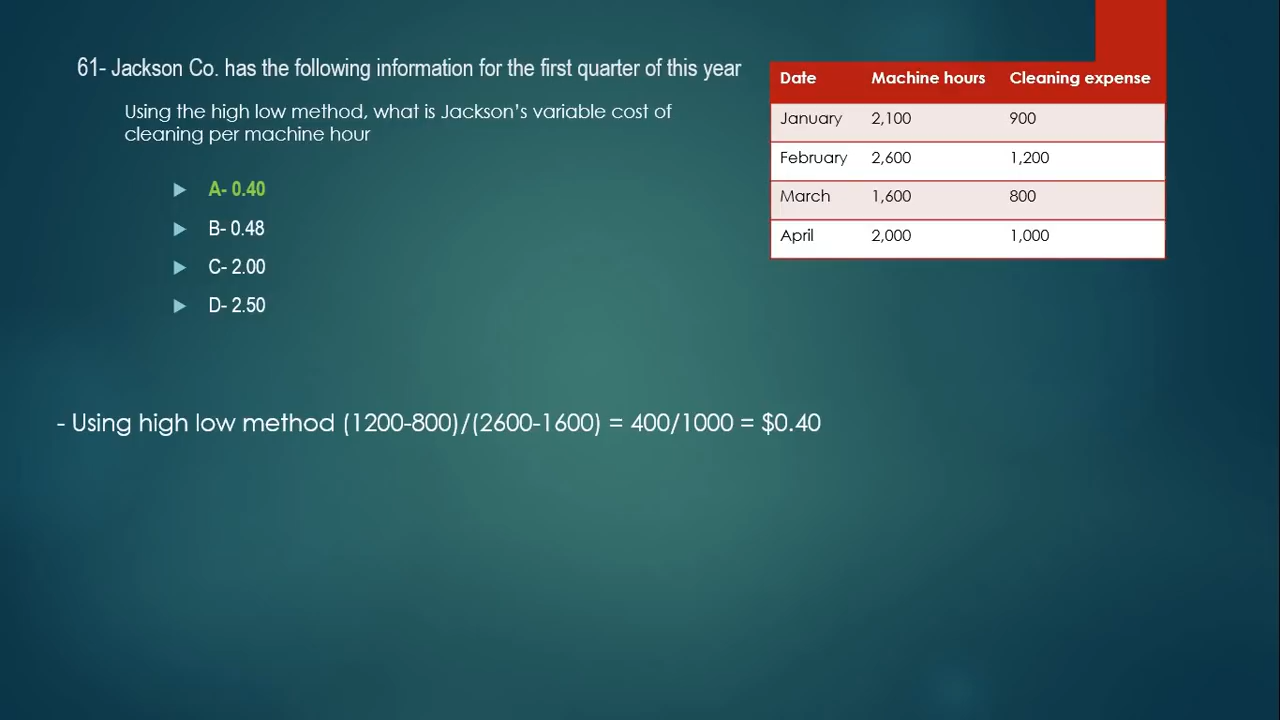 61- Jackson Co. has the following information for the first quarter of this year
Using the high low method, what is Jackson's variable cost of
cleaning per machine hour
A- 0.40
B- 0.48
C- 2.00
D- 2.50
Date Machine hours Cleaning expense
January 2,100 900
February 2,600 1,200
March 1,600 800
April 2,000 1,000
- Using high low method (1200-800)/(2600-1600) = 400/1000 = $0.40